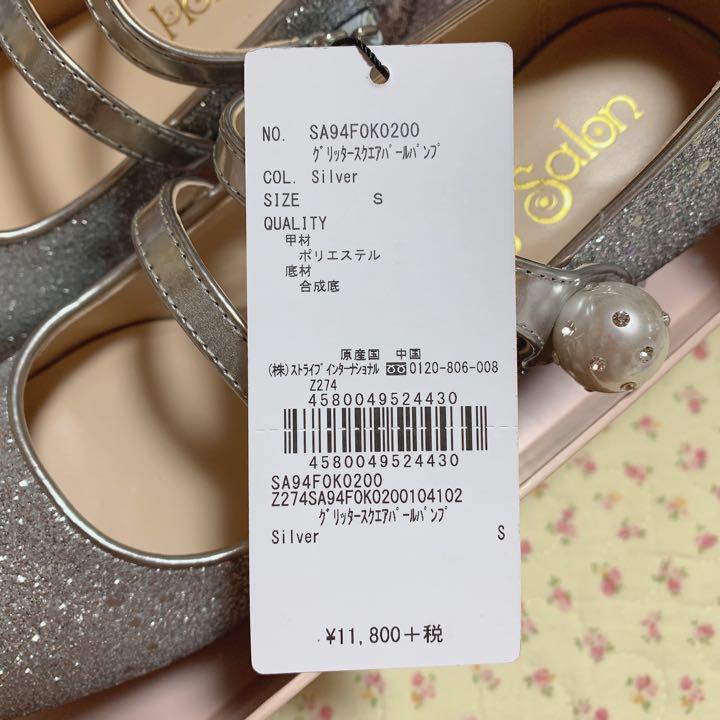 Salon
NO. SA94F0K0200
ｸﾞﾘｯﾀｰｽｸｴｱﾊﾟｰﾙﾊﾟﾝﾌﾟ
COL. Silver
SIZE S
QUALITY
甲材
ポリエステル
底材
合成底
原産国 中国
(株)ｽﾄﾗｲﾌﾟｲﾝﾀｰﾅｼｮﾅﾙ 0120-806-008
Z274
4580049524430
4580049524430
SA94F0K0200
Z274SA94F0K0200104102
ｸﾞﾘｯﾀｰｽｸｴｱﾊﾟｰﾙﾊﾟﾝﾌﾟ
Silver S
¥11,800+税